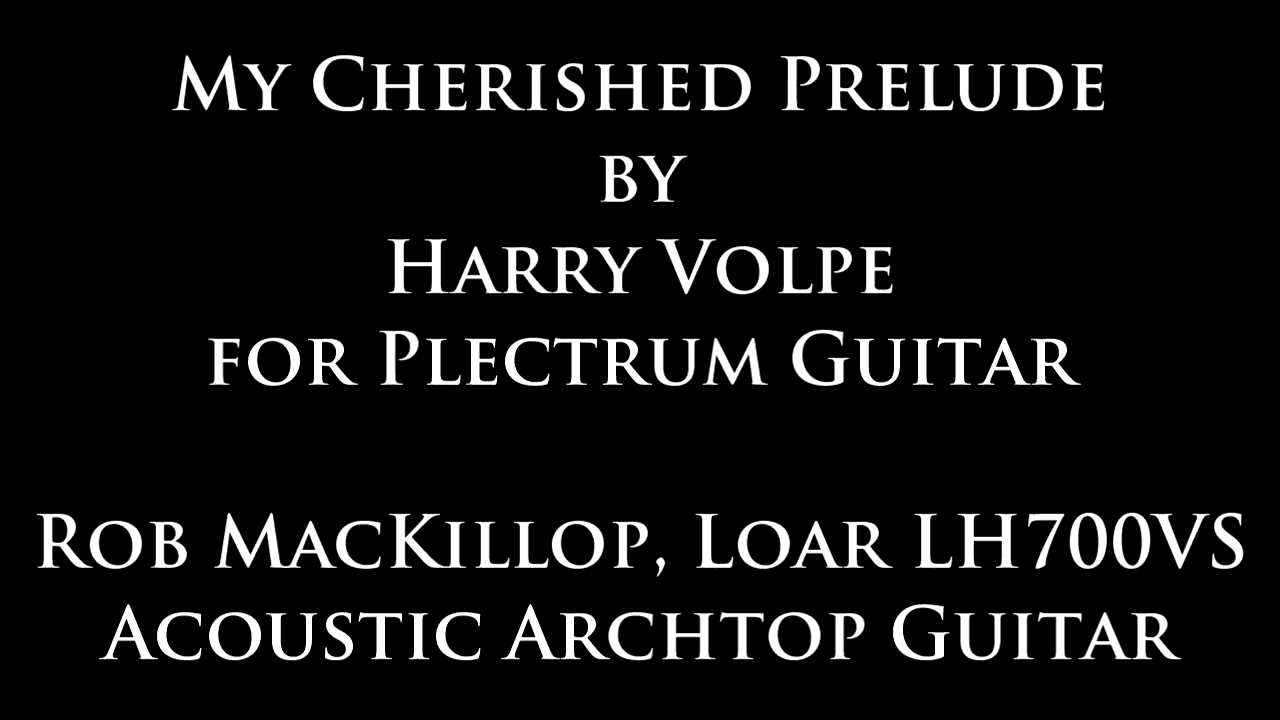 My Cherished Prelude
by
Harry Volpe
for Plectrum Guitar
Rob MacKillop, Loar LH700VS
Acoustic Archtop Guitar